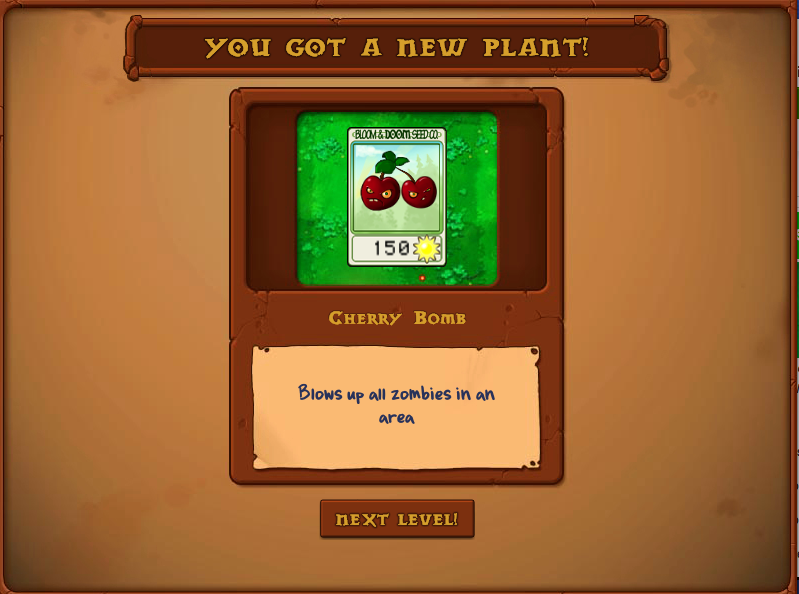 YOU GOT A NEW PLANT!
BLOOM & DOOM SEED CO.
150
Cherry Bomb
Blows up all zombies in an
area
NEXT LEVEL!